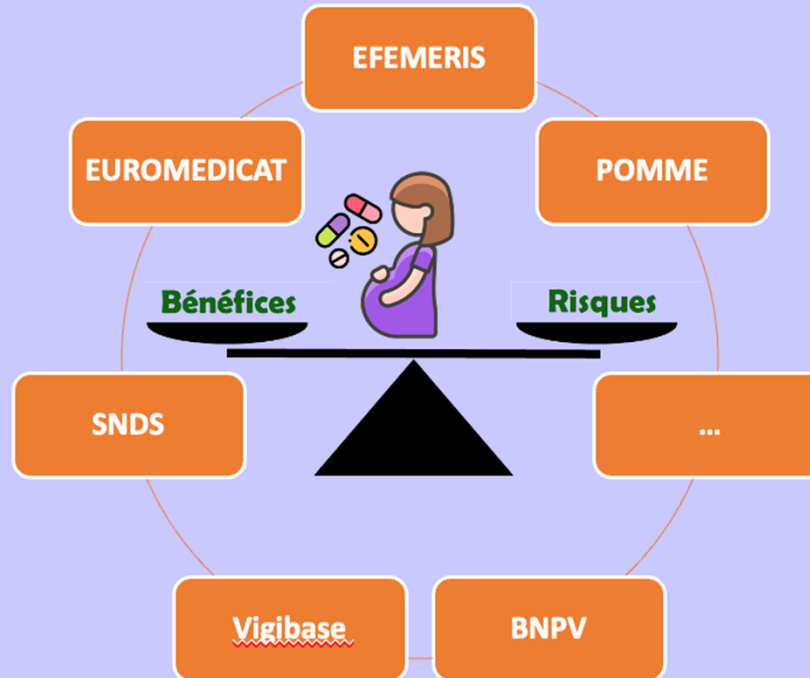 EFEMERIS
EUROMEDICAT
POMME
Bénéfices
Risques
SNDS
...
Vigibase
BNPV